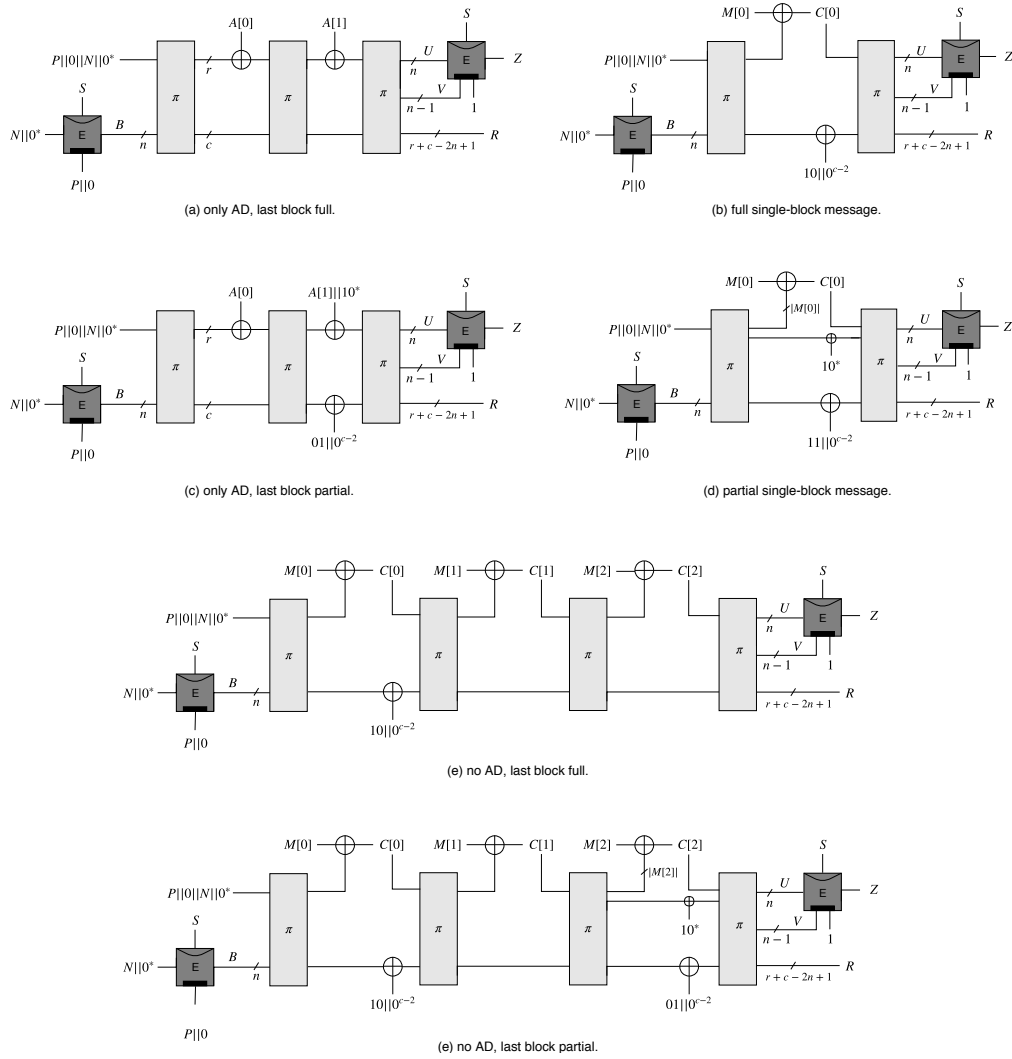 A[0] A[1] S
P||0||N||0* r U n E Z
S π π π V n − 1 1
N||0* E B n c r + c − 2n + 1 R
P||0
(a) only AD, last block full.
M[0] C[0] S
P||0||N||0* U n E Z
S π π V n − 1 1
N||0* E B n r + c − 2n + 1 R
P||0 10||0^{c−2}
(b) full single-block message.
A[0] A[1]||10* S
P||0||N||0* r U n E Z
S π π π V n − 1 1
N||0* E B n c r + c − 2n + 1 R
P||0 01||0^{c−2}
(c) only AD, last block partial.
M[0] C[0] S
|M[0]|
P||0||N||0* U n E Z
S π 10* π V n − 1 1
N||0* E B n r + c − 2n + 1 R
P||0 11||0^{c−2}
(d) partial single-block message.
M[0] C[0] M[1] C[1] M[2] C[2] S
P||0||N||0* U n E Z
S π π π π V n − 1 1
N||0* E B n r + c − 2n + 1 R
P||0 10||0^{c−2}
(e) no AD, last block full.
M[0] C[0] M[1] C[1] M[2] C[2] S
|M[2]|
P||0||N||0* U n E Z
S π π π 10* π V n − 1 1
N||0* E B n r + c − 2n + 1 R
10||0^{c−2} 01||0^{c−2}
P||0
(e) no AD, last block partial.